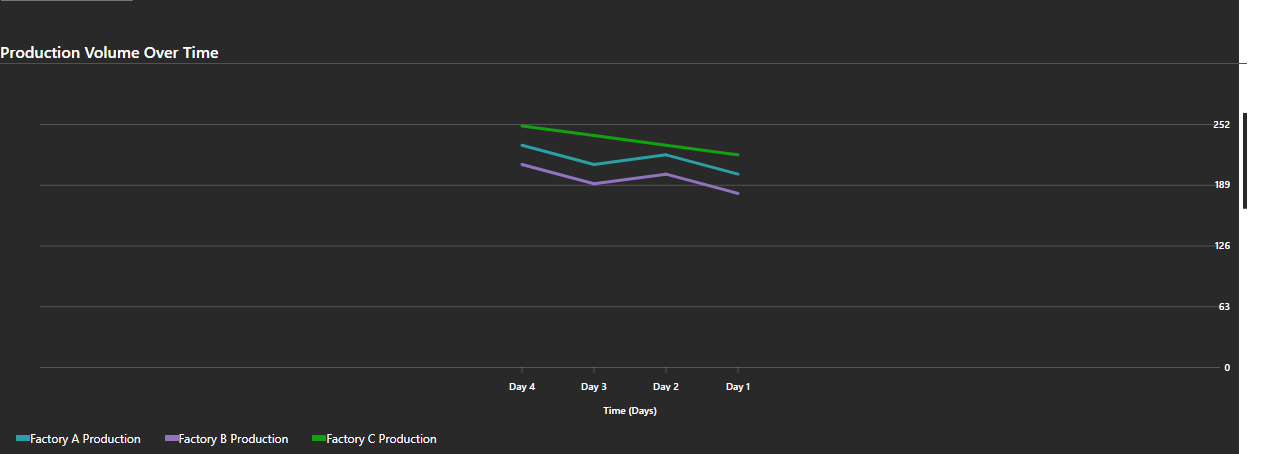 Production Volume Over Time
252
189
126
63
0
Day 4 Day 3 Day 2 Day 1
Time (Days)
Factory A Production Factory B Production Factory C Production